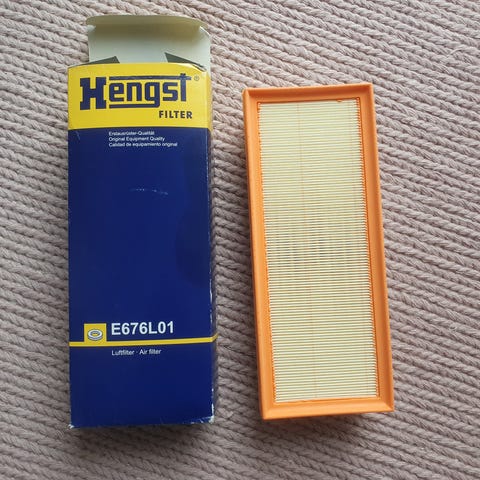 Hengst®
FILTER
Erstausrüster-Qualität
Original Equipment Quality
Calidad de equipamiento original
E676L01
Luftfilter · Air filter